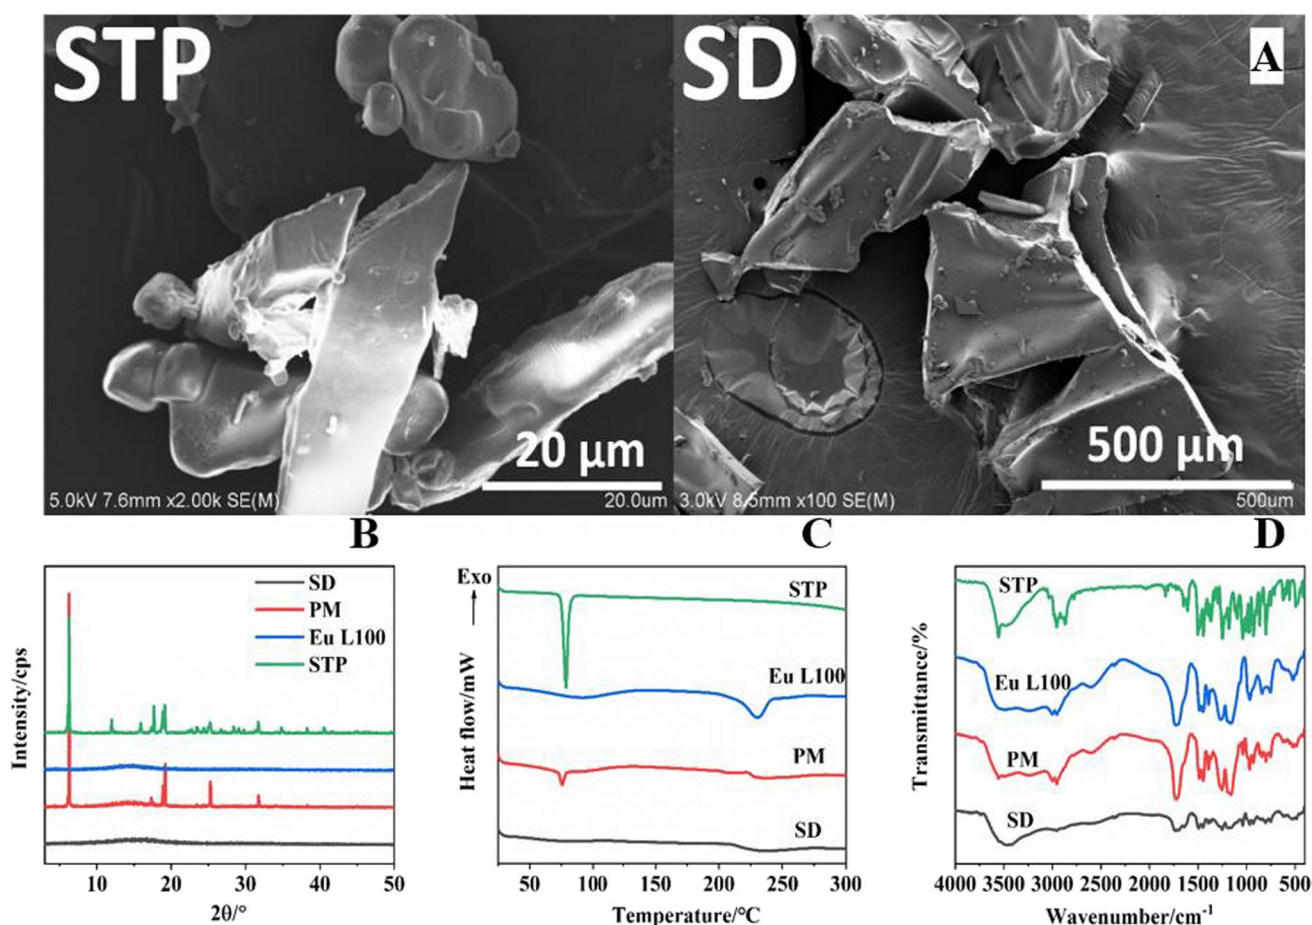 STP
SD
A
20 µm
500 µm
5.0kV 7.6mm x2.00k SE(M)
20.0um
3.0kV 8.5mm x100 SE(M)
500um
B
C
D
SD
PM
Eu L100
STP
Intensity/cps
10
20
30
40
50
2θ/°
Exo
STP
Eu L100
PM
SD
Heat flow/mW
50
100
150
200
250
300
Temperature/°C
STP
Eu L100
PM
SD
Transmittance/%
4000
3500
3000
2500
2000
1500
1000
500
Wavenumber/cm⁻¹